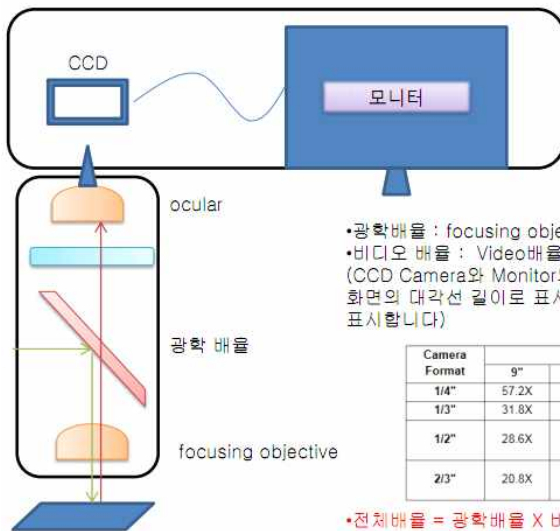 CCD
모니터
ocular
•광학배율 : focusing obje
•비디오 배율 : Video배율
(CCD Camera와 Monitor
화면의 대각선 길이로 표시
표시합니다)
광학 배율
Camera
Format
9"
1/4" 57.2X
1/3" 31.8X
1/2" 28.6X
2/3" 20.8X
focusing objective
•전체배율 = 광학배율 X